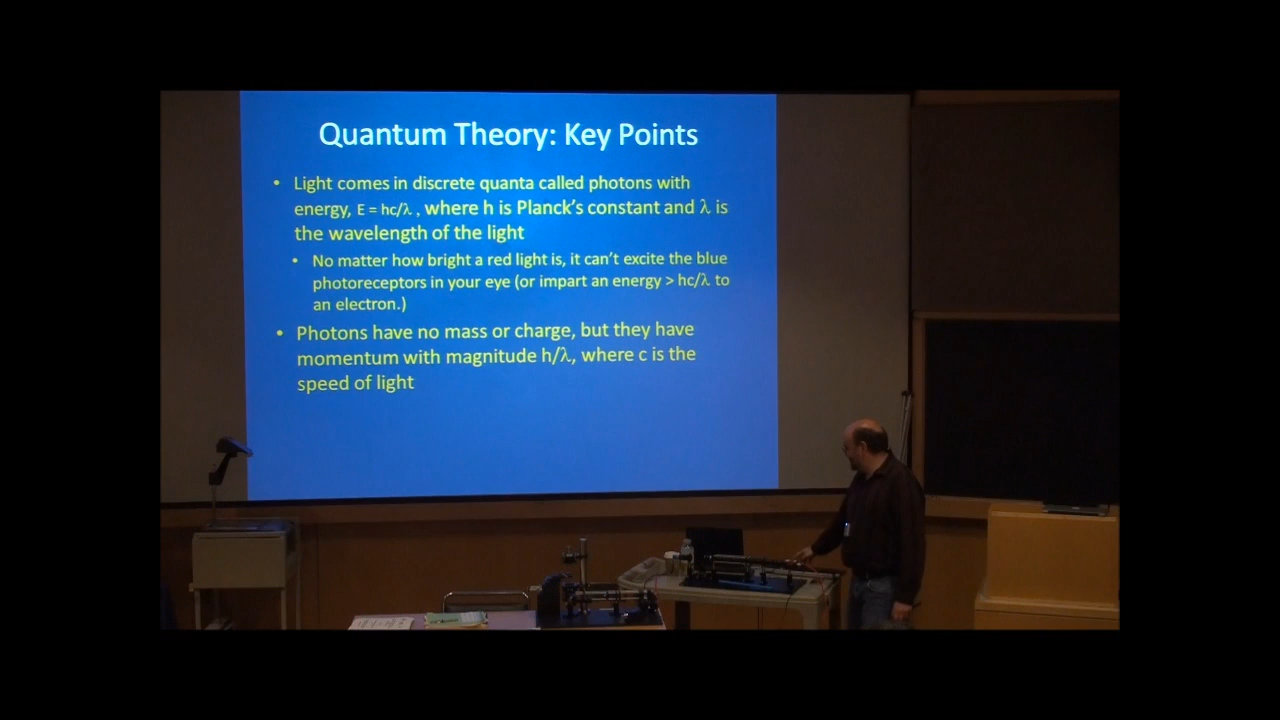 Quantum Theory: Key Points
• Light comes in discrete quanta called photons with
energy, E = hc/λ , where h is Planck's constant and λ is
the wavelength of the light
• No matter how bright a red light is, it can't excite the blue
photoreceptors in your eye (or impart an energy > hc/λ to
an electron.)
• Photons have no mass or charge, but they have
momentum with magnitude h/λ, where c is the
speed of light